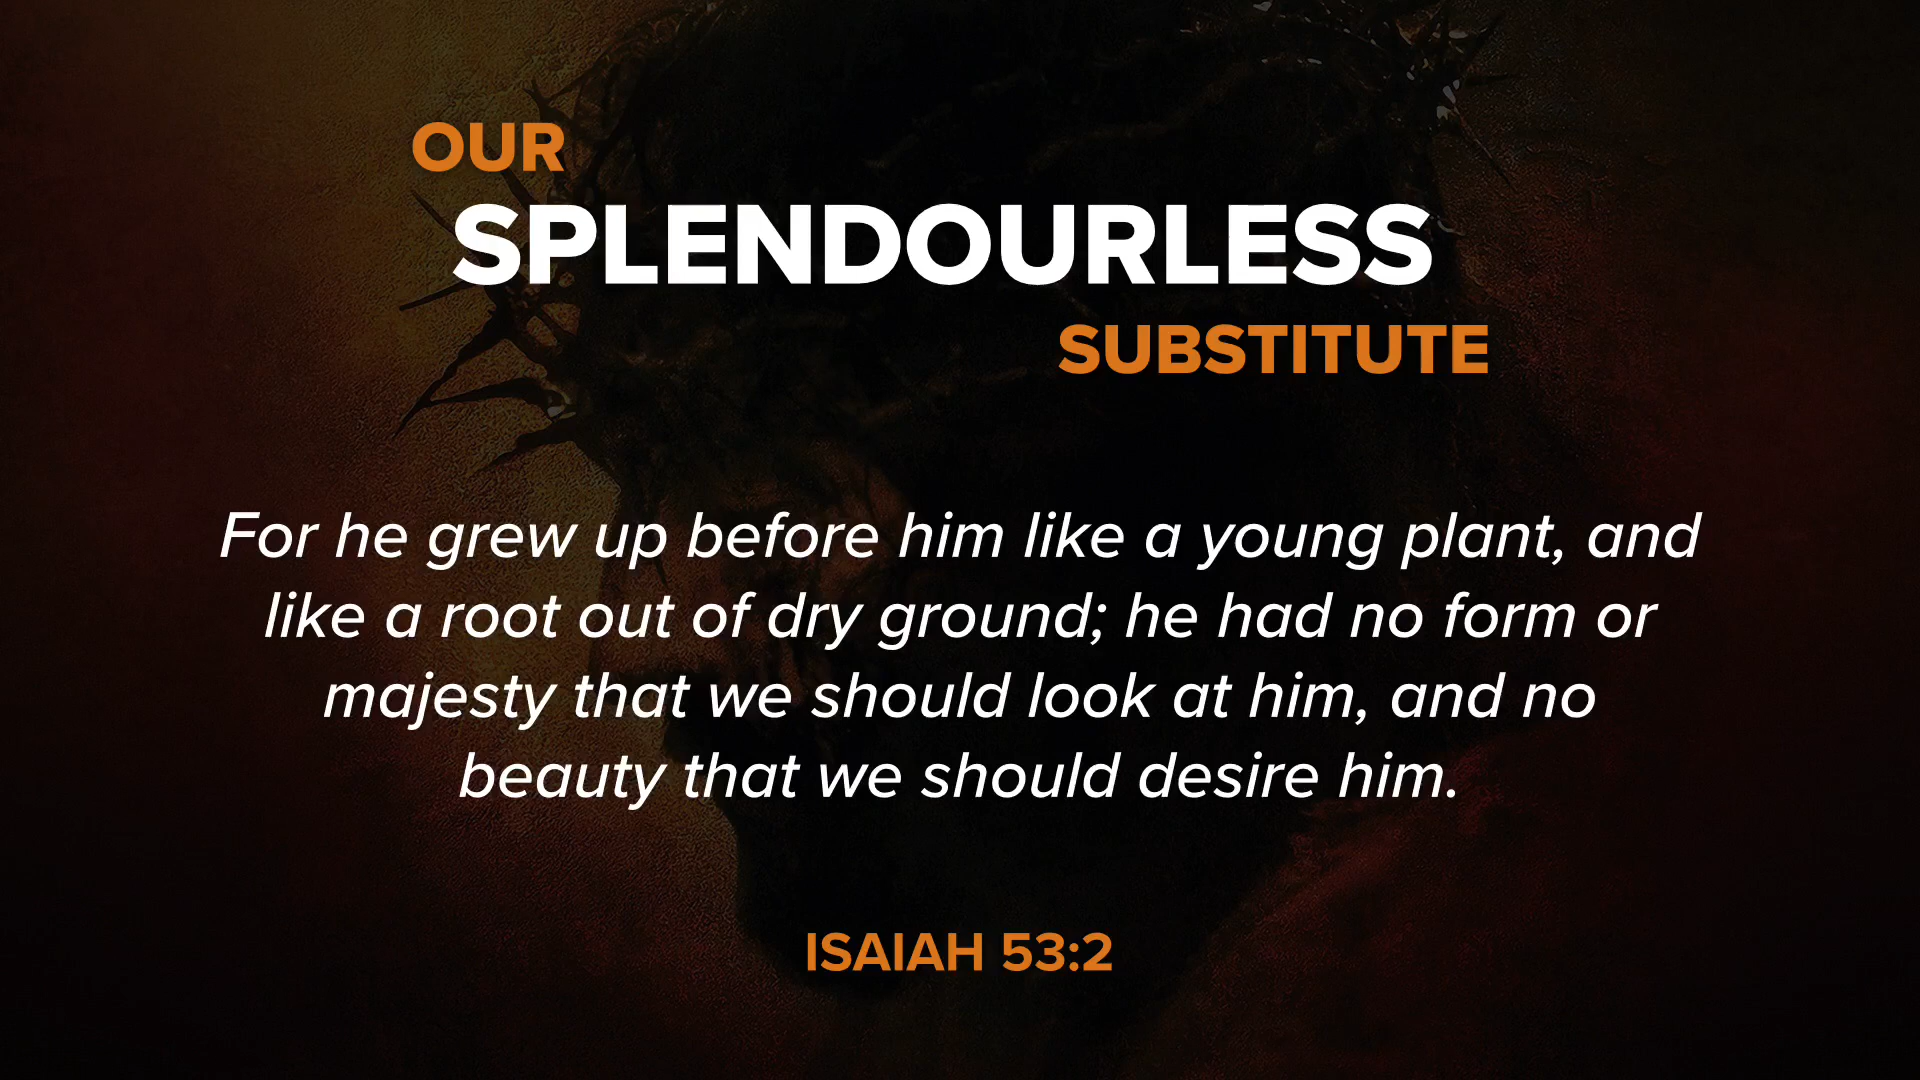 OUR
SPLENDOURLESS
SUBSTITUTE
For he grew up before him like a young plant, and
like a root out of dry ground; he had no form or
majesty that we should look at him, and no
beauty that we should desire him.
ISAIAH 53:2